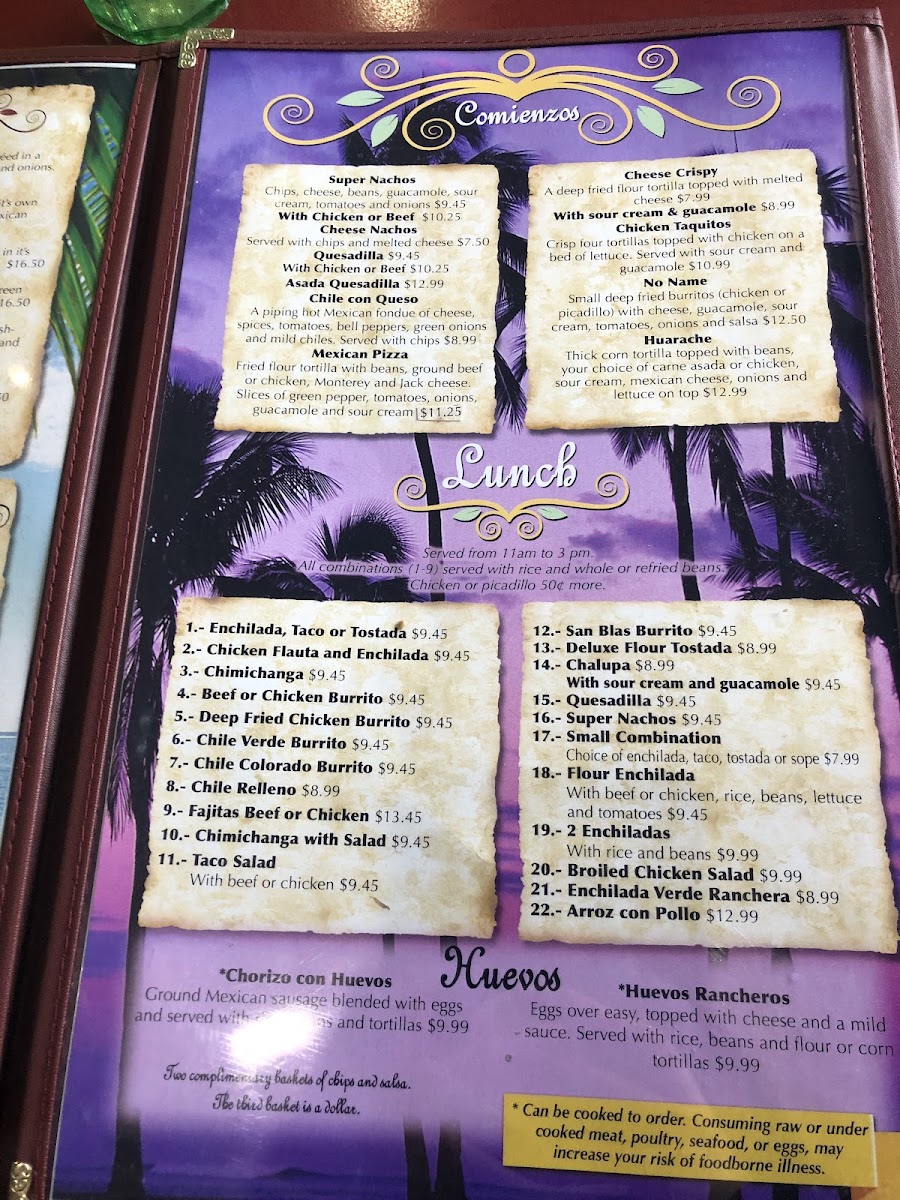 éed in a
nd onions.
it's own
xican
in it's
$16.50
reen
16.50
sh-
and
Comienzos
Super Nachos
Chips, cheese, beans, guacamole, sour
cream, tomatoes and onions $9.45
With Chicken or Beef $10.25
Cheese Nachos
Served with chips and melted cheese $7.50
Quesadilla $9.45
With Chicken or Beef $10.25
Asada Quesadilla $12.99
Chile con Queso
A piping hot Mexican fondue of cheese,
spices, tomatoes, bell peppers, green onions
and mild chiles. Served with chips $8.99
Mexican Pizza
Fried flour tortilla with beans, ground beef
or chicken, Monterey and Jack cheese.
Slices of green pepper, tomatoes, onions,
guacamole and sour cream $11.25
Cheese Crispy
A deep fried flour tortilla topped with melted
cheese $7.99
With sour cream & guacamole $8.99
Chicken Taquitos
Crisp four tortillas topped with chicken on a
bed of lettuce. Served with sour cream and
guacamole $10.99
No Name
Small deep fried burritos (chicken or
picadillo) with cheese, guacamole, sour
cream, tomatoes, onions and salsa $12.50
Huarache
Thick corn tortilla topped with beans,
your choice of carne asada or chicken,
sour cream, mexican cheese, onions and
lettuce on top $12.99
Lunch
Served from 11am to 3 pm.
All combinations (1-9) served with rice and whole or refried beans.
Chicken or picadillo 50¢ more.
1.- Enchilada, Taco or Tostada $9.45
2.- Chicken Flauta and Enchilada $9.45
3.- Chimichanga $9.45
4.- Beef or Chicken Burrito $9.45
5.- Deep Fried Chicken Burrito $9.45
6.- Chile Verde Burrito $9.45
7.- Chile Colorado Burrito $9.45
8.- Chile Relleno $8.99
9.- Fajitas Beef or Chicken $13.45
10.- Chimichanga with Salad $9.45
11.- Taco Salad
With beef or chicken $9.45
12.- San Blas Burrito $9.45
13.- Deluxe Flour Tostada $8.99
14.- Chalupa $8.99
With sour cream and guacamole $9.45
15.- Quesadilla $9.45
16.- Super Nachos $9.45
17.- Small Combination
Choice of enchilada, taco, tostada or sope $7.99
18.- Flour Enchilada
With beef or chicken, rice, beans, lettuce
and tomatoes $9.45
19.- 2 Enchiladas
With rice and beans $9.99
20.- Broiled Chicken Salad $9.99
21.- Enchilada Verde Ranchera $8.99
22.- Arroz con Pollo $12.99
Huevos
*Chorizo con Huevos
Ground Mexican sausage blended with eggs
and served with and tortillas $9.99
*Huevos Rancheros
Eggs over easy, topped with cheese and a mild
sauce. Served with rice, beans and flour or corn
tortillas $9.99
Two complimentary baskets of chips and salsa.
The third basket is a dollar.
* Can be cooked to order. Consuming raw or under
cooked meat, poultry, seafood, or eggs, may
increase your risk of foodborne illness.